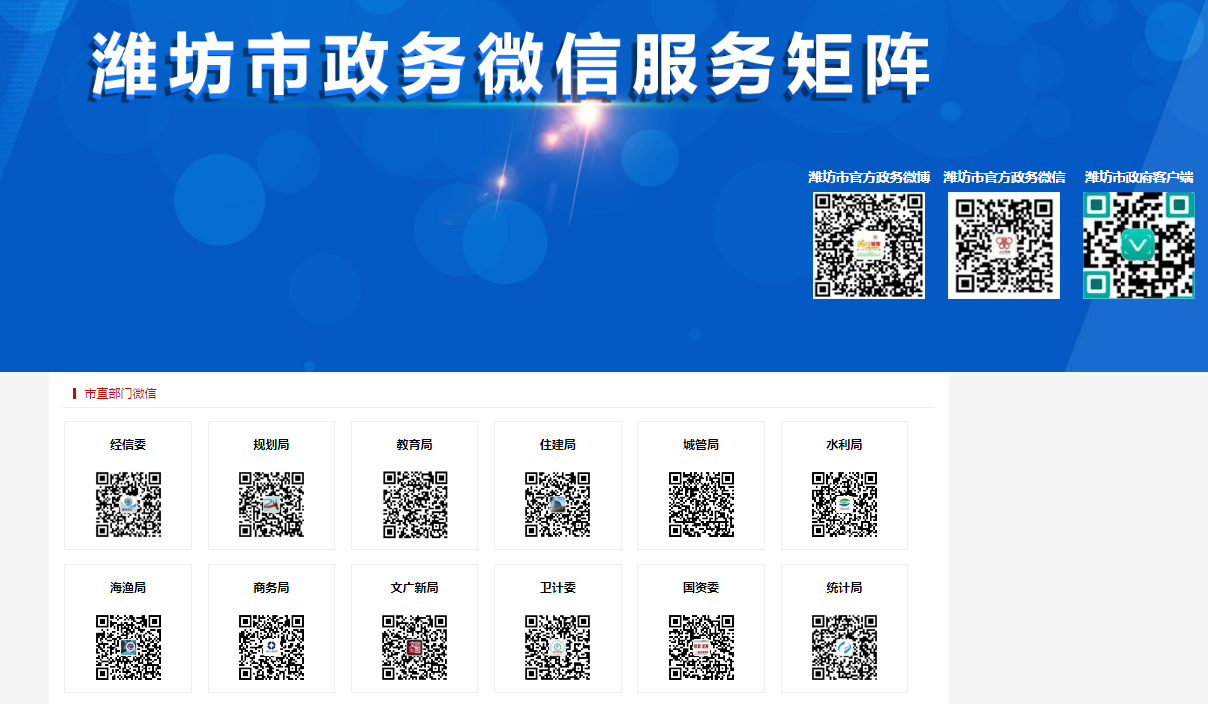 潍坊市政务微信服务矩阵
潍坊市官方政务微博 潍坊市官方政务微信 潍坊市政府客户端
市直部门微信
经信委 规划局 教育局 住建局 城管局 水利局
海渔局 商务局 文广新局 卫计委 国资委 统计局